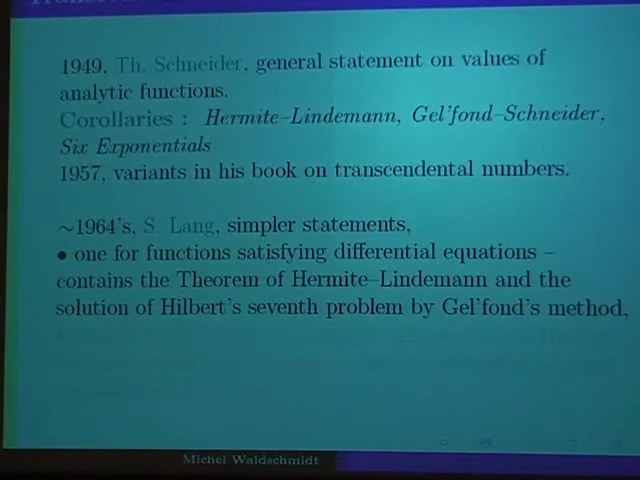 1949, Th. Schneider, general statement on values of
analytic functions.
Corollaries : Hermite–Lindemann, Gel'fond–Schneider,
Six Exponentials
1957, variants in his book on transcendental numbers.
∼1964's, S. Lang, simpler statements,
• one for functions satisfying differential equations –
contains the Theorem of Hermite–Lindemann and the
solution of Hilbert's seventh problem by Gel'fond's method,
Michel Waldschmidt